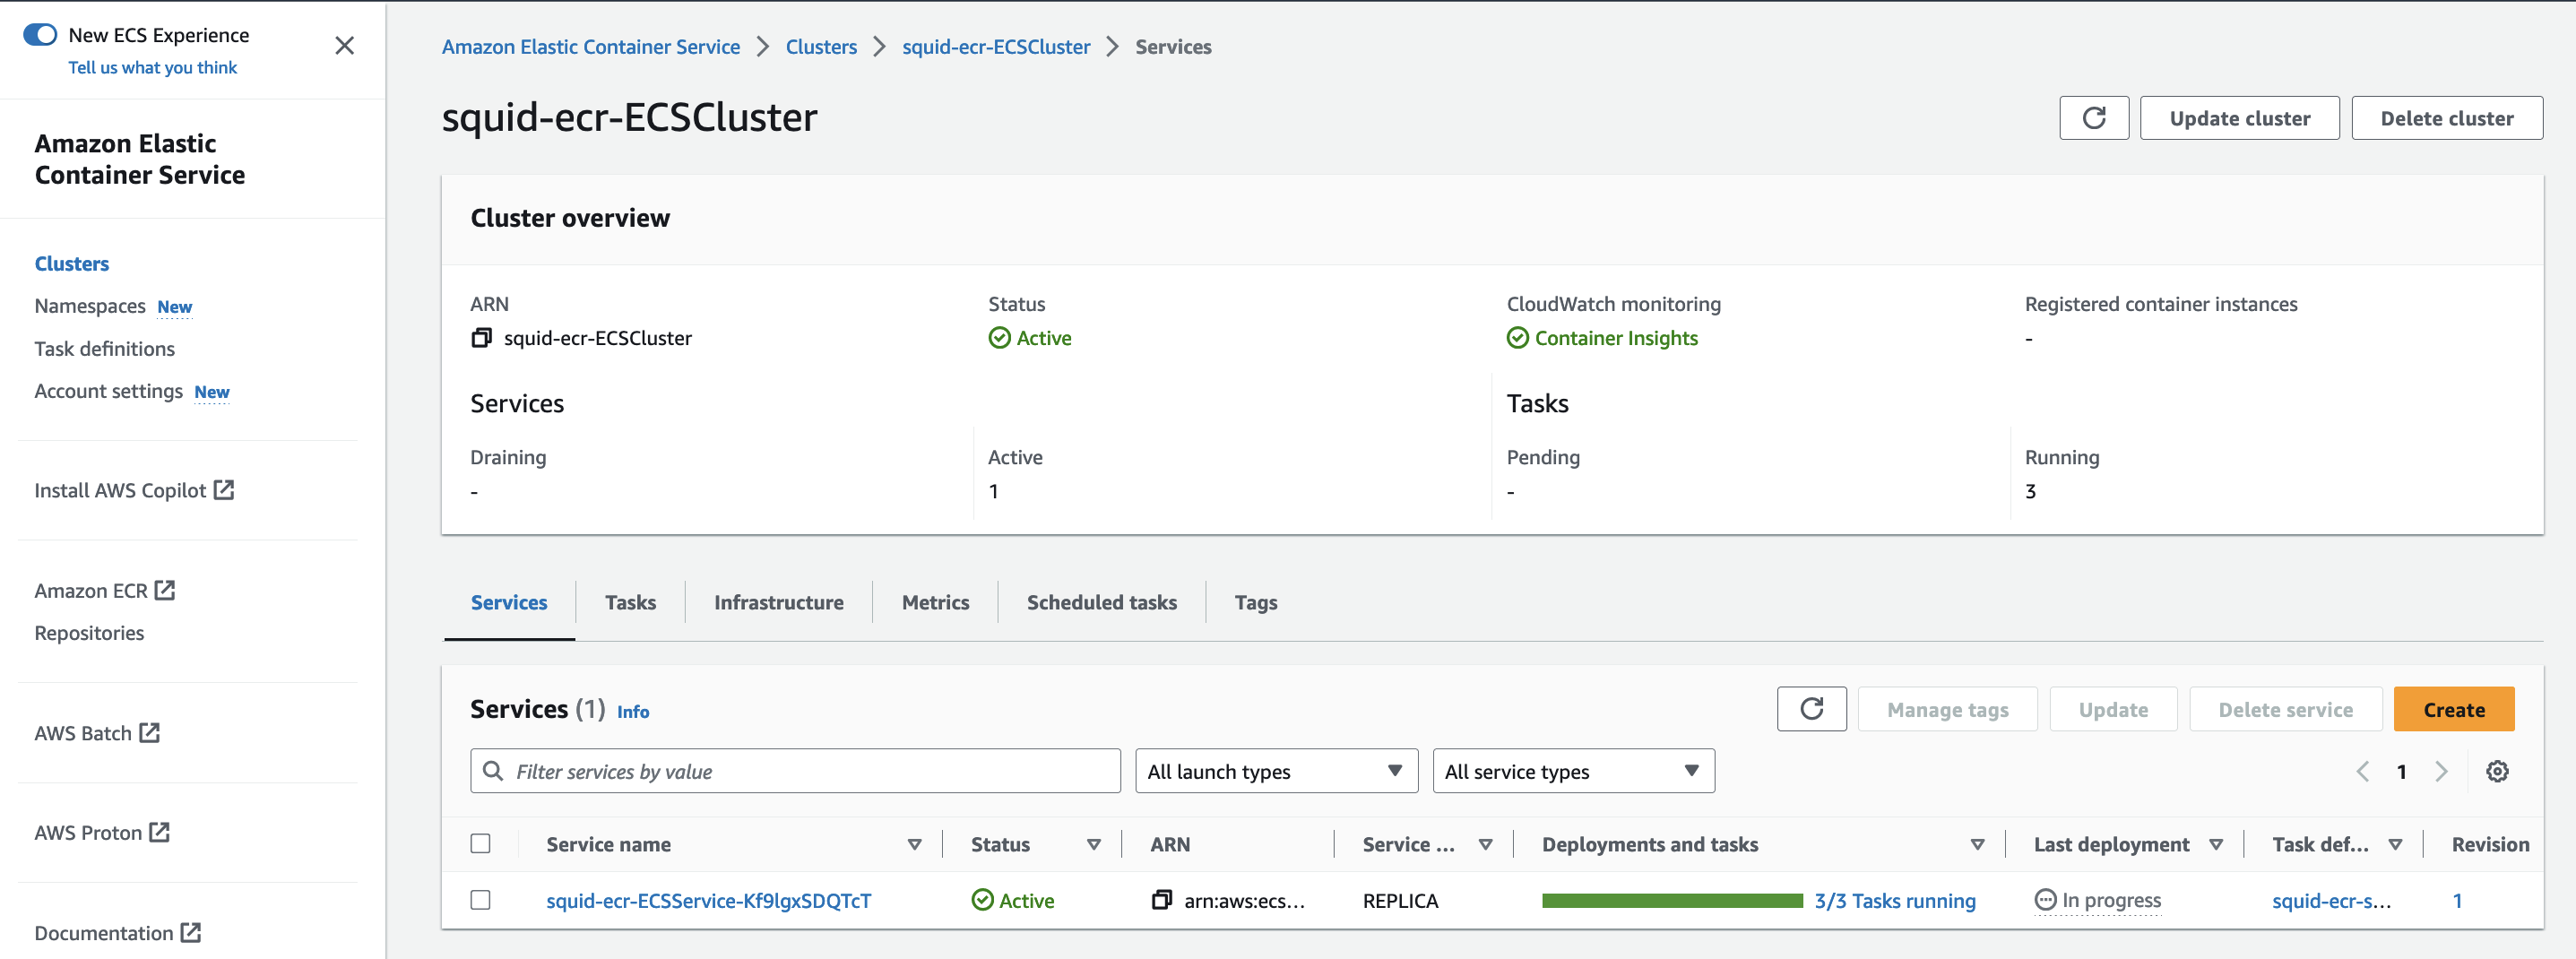 New ECS Experience
Tell us what you think
Amazon Elastic
Container Service
Clusters
Namespaces New
Task definitions
Account settings New
Install AWS Copilot
Amazon ECR
Repositories
AWS Batch
AWS Proton
Documentation
Amazon Elastic Container Service > Clusters > squid-ecr-ECSCluster > Services
squid-ecr-ECSCluster
Update cluster Delete cluster
Cluster overview
ARN Status CloudWatch monitoring Registered container instances
squid-ecr-ECSCluster Active Container Insights -
Services Tasks
Draining Active Pending Running
- 1 - 3
Services Tasks Infrastructure Metrics Scheduled tasks Tags
Services (1) Info Manage tags Update Delete service Create
Filter services by value All launch types All service types 1
Service name Status ARN Service ... Deployments and tasks Last deployment Task def... Revision
squid-ecr-ECSService-Kf9lgxSDQTcT Active arn:aws:ecs... REPLICA 3/3 Tasks running In progress squid-ecr-s... 1